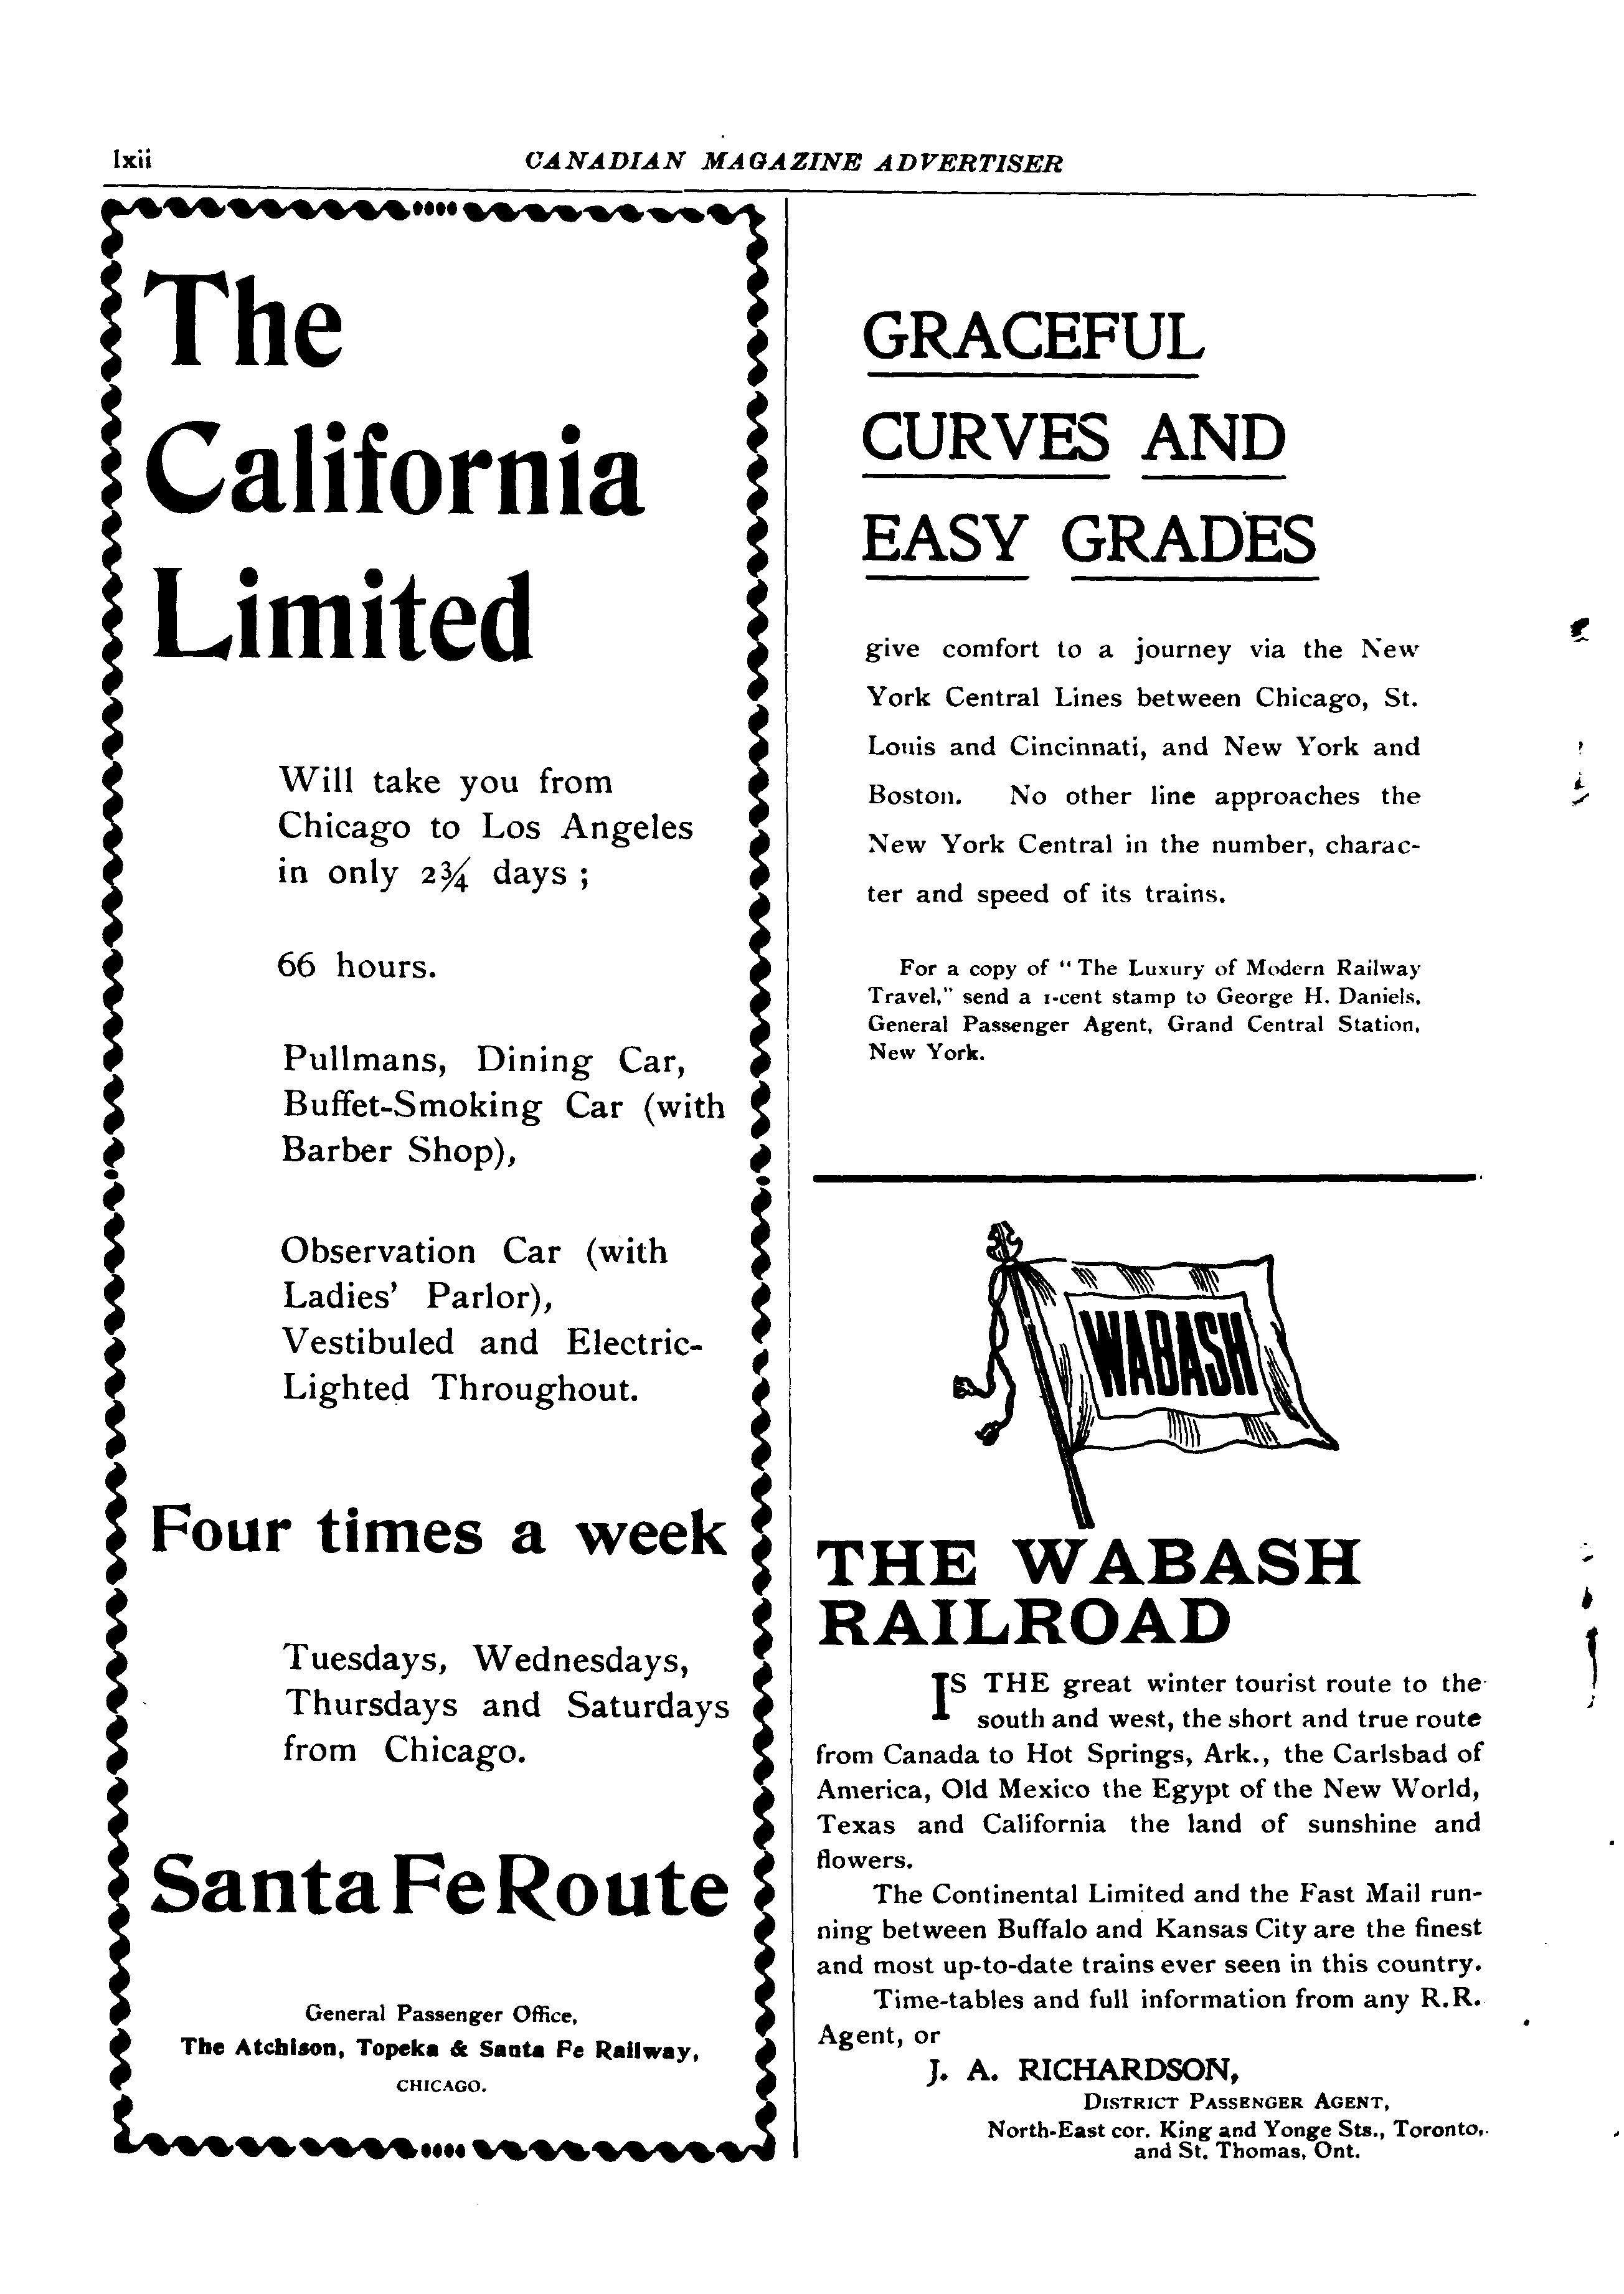 lxii
CANADIAN MAGAZINE ADVERTISER
The
California
Limited
Will take you from
Chicago to Los Angeles
in only 2¾ days ;
66 hours.
Pullmans, Dining Car,
Buffet-Smoking Car (with
Barber Shop),
Observation Car (with
Ladies' Parlor),
Vestibuled and Electric-
Lighted Throughout.
Four times a week
Tuesdays, Wednesdays,
Thursdays and Saturdays
from Chicago.
Santa Fe Route
General Passenger Office,
The Atchison, Topeka & Santa Fe Railway,
CHICAGO.
GRACEFUL
CURVES AND
EASY GRADES
give comfort to a journey via the New
York Central Lines between Chicago, St.
Louis and Cincinnati, and New York and
Boston. No other line approaches the
New York Central in the number, charac-
ter and speed of its trains.
For a copy of "The Luxury of Modern Railway
Travel," send a 1-cent stamp to George H. Daniels,
General Passenger Agent, Grand Central Station,
New York.
WABASH
THE WABASH
RAILROAD
IS THE great winter tourist route to the
south and west, the short and true route
from Canada to Hot Springs, Ark., the Carlsbad of
America, Old Mexico the Egypt of the New World,
Texas and California the land of sunshine and
flowers.
The Continental Limited and the Fast Mail run-
ning between Buffalo and Kansas City are the finest
and most up-to-date trains ever seen in this country.
Time-tables and full information from any R.R.
Agent, or
J. A. RICHARDSON,
DISTRICT PASSENGER AGENT,
North-East cor. King and Yonge Sts., Toronto,
and St. Thomas, Ont.